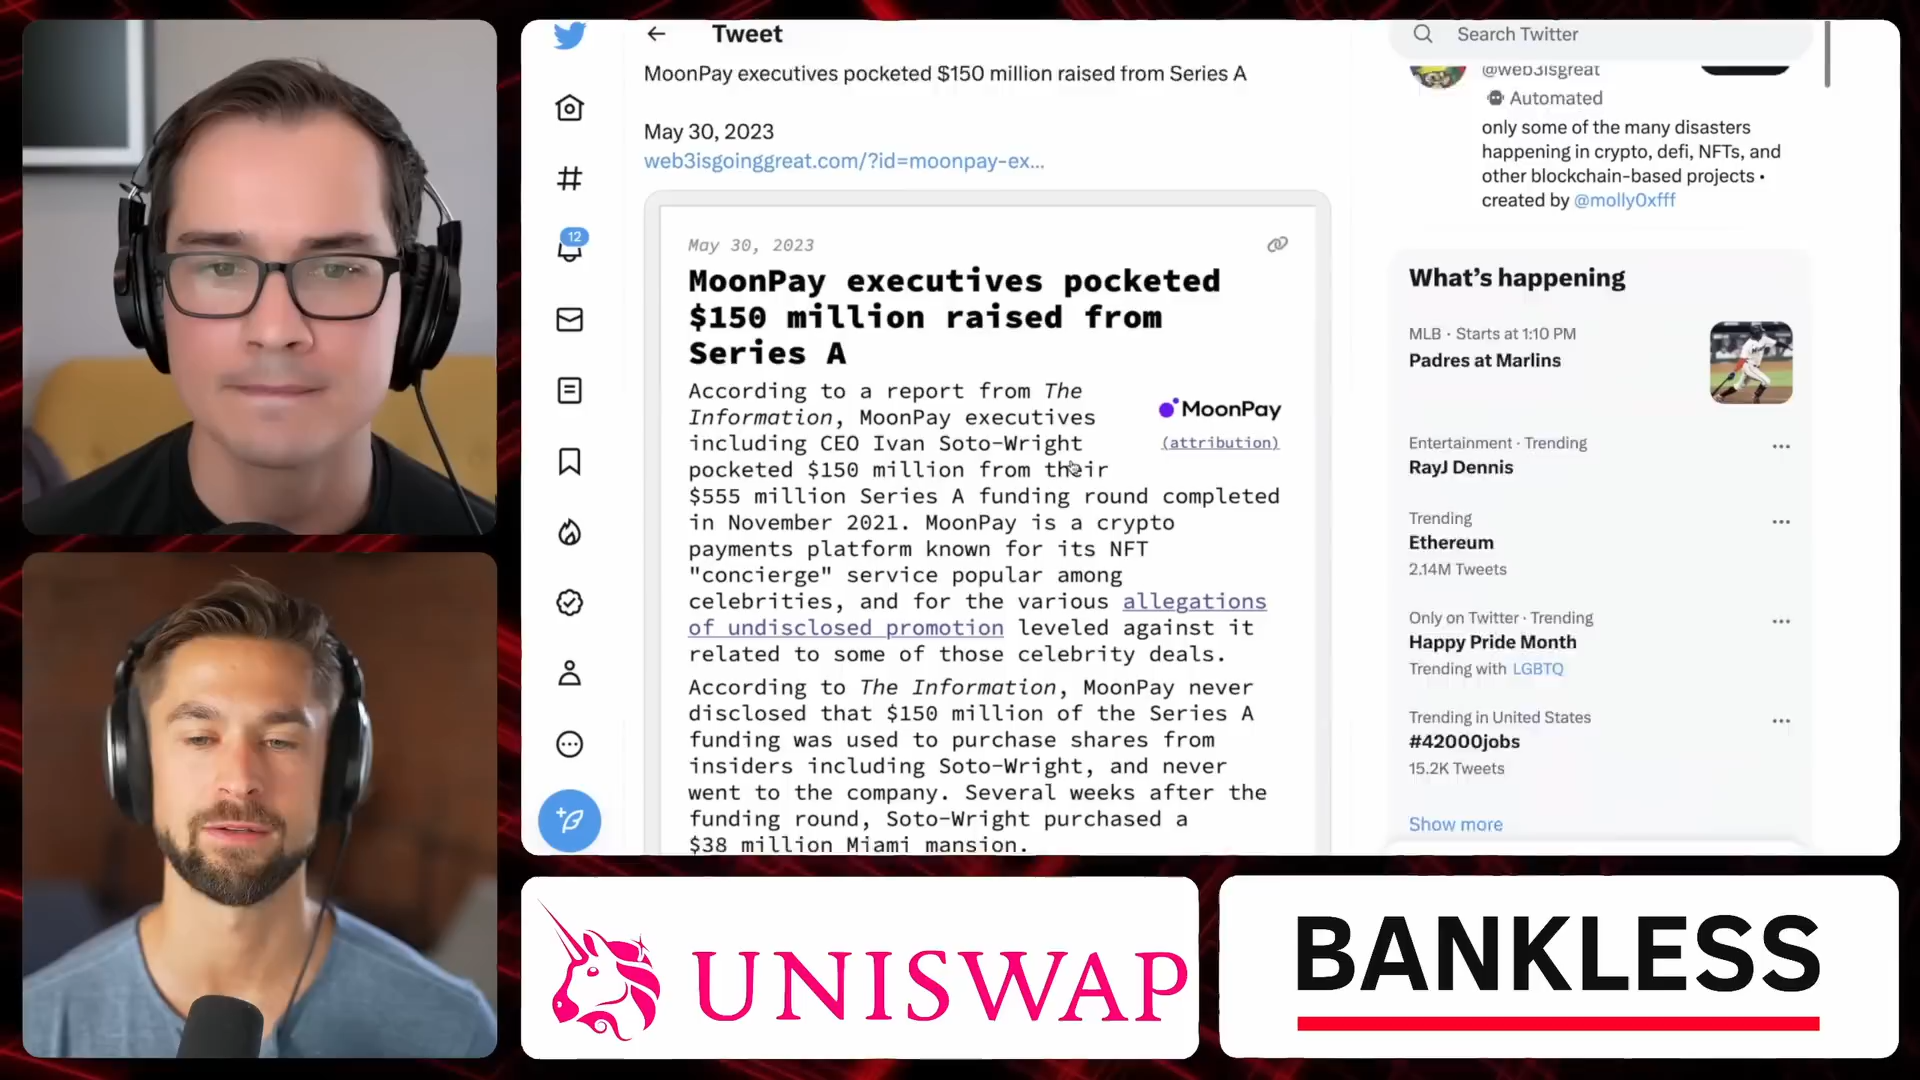 Tweet
MoonPay executives pocketed $150 million raised from Series A
May 30, 2023
web3isgoinggreat.com/?id=moonpay-ex...
May 30, 2023
MoonPay executives pocketed
$150 million raised from
Series A
According to a report from The
Information, MoonPay executives
including CEO Ivan Soto-Wright
pocketed $150 million from their
$555 million Series A funding round completed
in November 2021. MoonPay is a crypto
payments platform known for its NFT
"concierge" service popular among
celebrities, and for the various allegations
of undisclosed promotion leveled against it
related to some of those celebrity deals.
MoonPay
(attribution)
According to The Information, MoonPay never
disclosed that $150 million of the Series A
funding was used to purchase shares from
insiders including Soto-Wright, and never
went to the company. Several weeks after the
funding round, Soto-Wright purchased a
$38 million Miami mansion.
12
Search Twitter
@web3isgreat
Automated
only some of the many disasters
happening in crypto, defi, NFTs, and
other blockchain-based projects •
created by @molly0xfff
What's happening
MLB · Starts at 1:10 PM
Padres at Marlins
Entertainment · Trending
RayJ Dennis
Trending
Ethereum
2.14M Tweets
Only on Twitter · Trending
Happy Pride Month
Trending with LGBTQ
Trending in United States
#42000jobs
15.2K Tweets
Show more
UNISWAP
BANKLESS